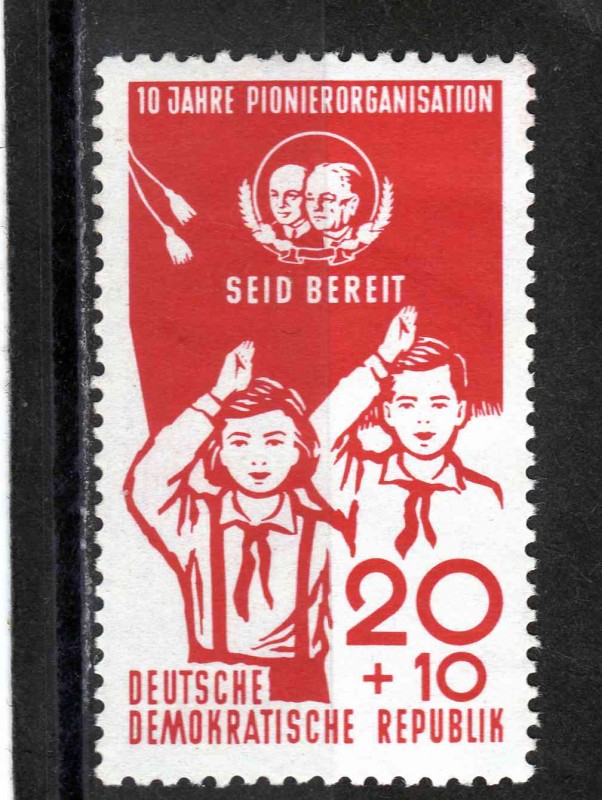 10 JAHRE PIONIERORGANISATION
SEID BEREIT
20
+ 10
DEUTSCHE
DEMOKRATISCHE REPUBLIK